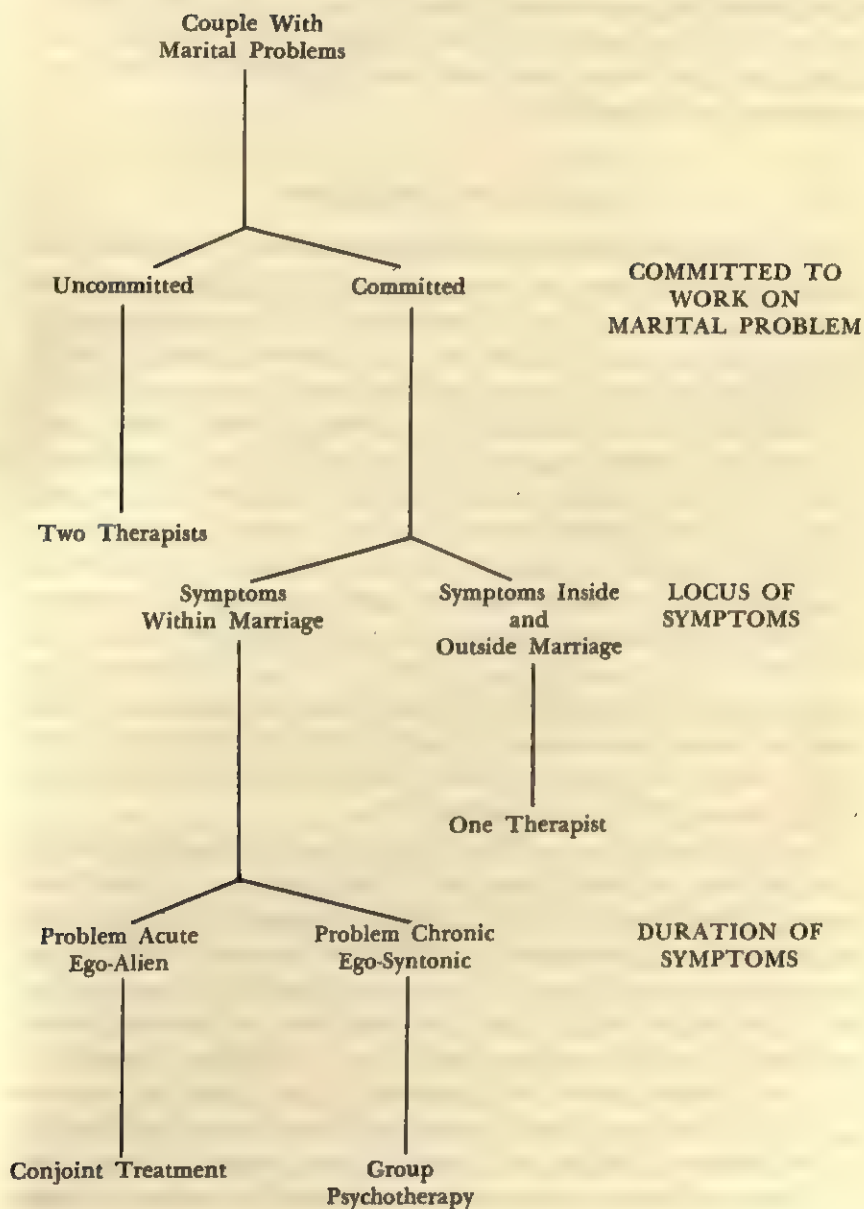 Couple With
Marital Problems
Uncommitted
Committed
COMMITTED TO
WORK ON
MARITAL PROBLEM
Two Therapists
Symptoms
Within Marriage
Symptoms Inside
and
Outside Marriage
LOCUS OF
SYMPTOMS
One Therapist
Problem Acute
Ego-Alien
Problem Chronic
Ego-Syntonic
DURATION OF
SYMPTOMS
Conjoint Treatment
Group
Psychotherapy